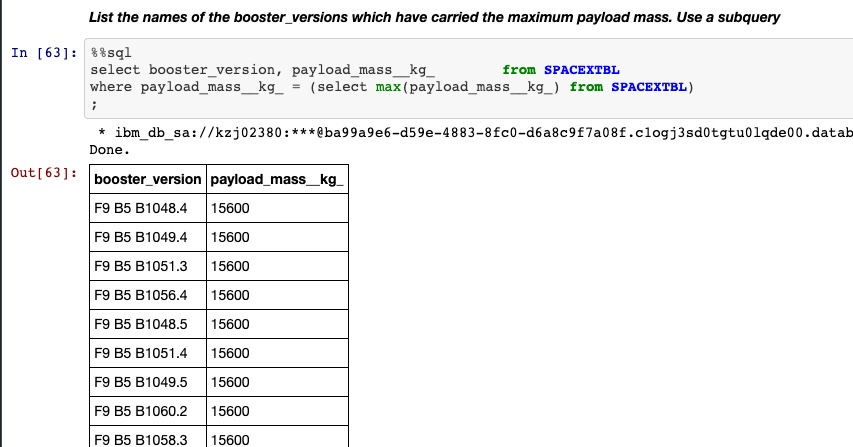 List the names of the booster_versions which have carried the maximum payload mass. Use a subquery
In [63]: %%sql
select booster_version, payload_mass__kg_ from SPACEXTBL
where payload_mass__kg_ = (select max(payload_mass__kg_) from SPACEXTBL)
;
* ibm_db_sa://kzj02380:***@ba99a9e6-d59e-4883-8fc0-d6a8c9f7a08f.c1ogj3sd0tgtu0lqde00.datab
Done.
Out[63]: booster_version payload_mass__kg_
F9 B5 B1048.4 15600
F9 B5 B1049.4 15600
F9 B5 B1051.3 15600
F9 B5 B1056.4 15600
F9 B5 B1048.5 15600
F9 B5 B1051.4 15600
F9 B5 B1049.5 15600
F9 B5 B1060.2 15600
F9 B5 B1058.3 15600